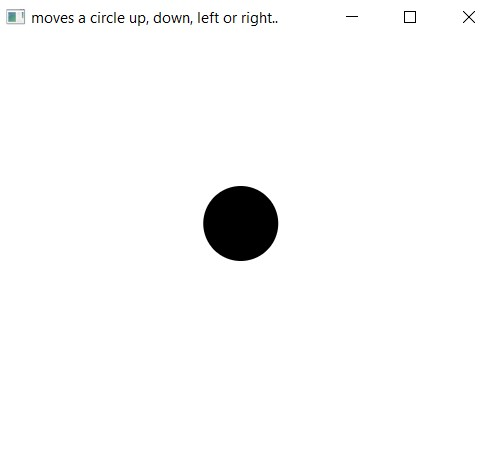 moves a circle up, down, left or right..